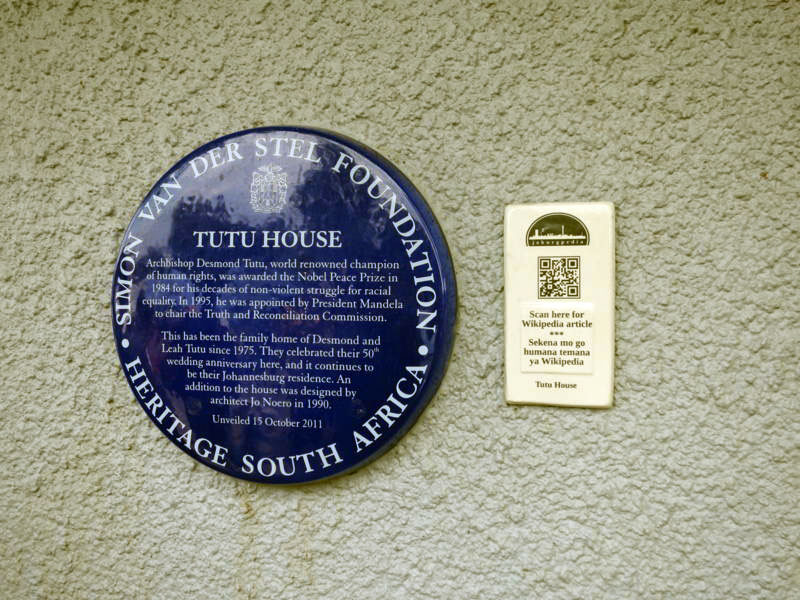 SIMON VAN DER STEL FOUNDATION
TUTU HOUSE
Archbishop Desmond Tutu, world renowned champion
of human rights, was awarded the Nobel Peace Prize in
1984 for his decades of non-violent struggle for racial
equality. In 1995, he was appointed by President Mandela
to chair the Truth and Reconciliation Commission.
This has been the family home of Desmond and
Leah Tutu since 1975. They celebrated their 50th
wedding anniversary here, and it continues to
be their Johannesburg residence. An
addition to the house was designed by
architect Jo Noero in 1990.
Unveiled 15 October 2011
• HERITAGE SOUTH AFRICA •
joburgpedia
Scan here for
Wikipedia article
***
Sekena mo go
humana temana
ya Wikipedia
Tutu House